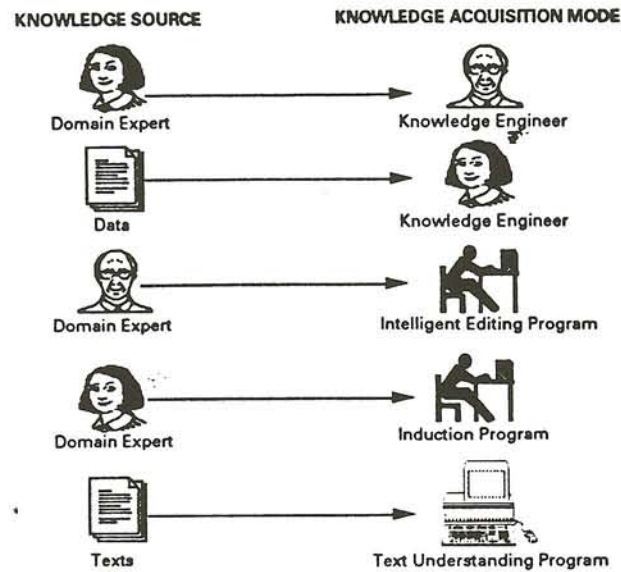 KNOWLEDGE SOURCE KNOWLEDGE ACQUISITION MODE
Domain Expert Knowledge Engineer
Data Knowledge Engineer
Domain Expert Intelligent Editing Program
Domain Expert Induction Program
Texts Text Understanding Program